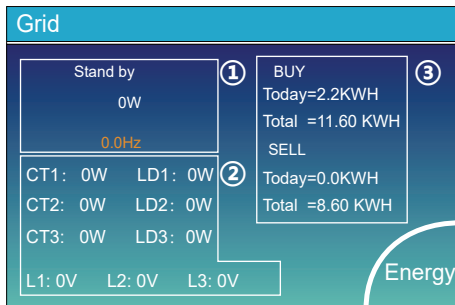 Grid
Stand by
0W
0.0Hz
①
CT1: 0W LD1: 0W
CT2: 0W LD2: 0W
CT3: 0W LD3: 0W
L1: 0V L2: 0V L3: 0V
②
BUY
Today=2.2KWH
Total =11.60 KWH
SELL
Today=0.0KWH
Total =8.60 KWH
③
Energy